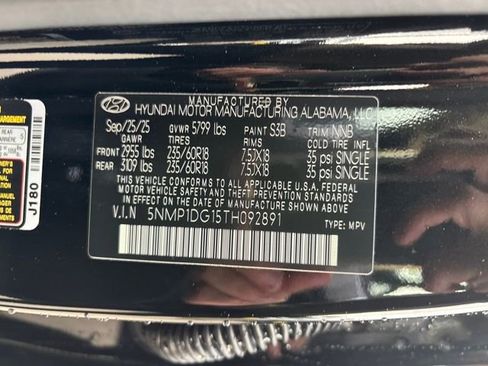 MANUFACTURED BY
HYUNDAI MOTOR MANUFACTURING ALABAMA, LLC
Sep/25/25 GVWR 5799 lbs PAINT S3B TRIM NNB
GAWR TIRES RIMS COLD TIRE INFL
FRONT 2955 lbs 235/60R18 7.5JX18 35 psi SINGLE
REAR 3109 lbs 235/60R18 7.5JX18 35 psi SINGLE
THIS VEHICLE CONFORMS TO ALL APPLICABLE U.S. FEDERAL
MOTOR VEHICLE SAFETY AND THEFT PREVENTION STANDARDS
IN EFFECT ON THE DATE OF MANUFACTURE SHOWN ABOVE.
V.I.N 5NMP1DG15TH092891
TYPE: MPV
J180